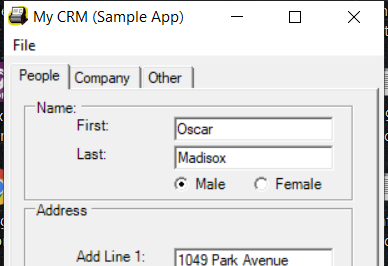 My CRM (Sample App)
File
People Company Other
Name:
First: Oscar
Last: Madisox
Male Female
Address
Add Line 1: 1049 Park Avenue